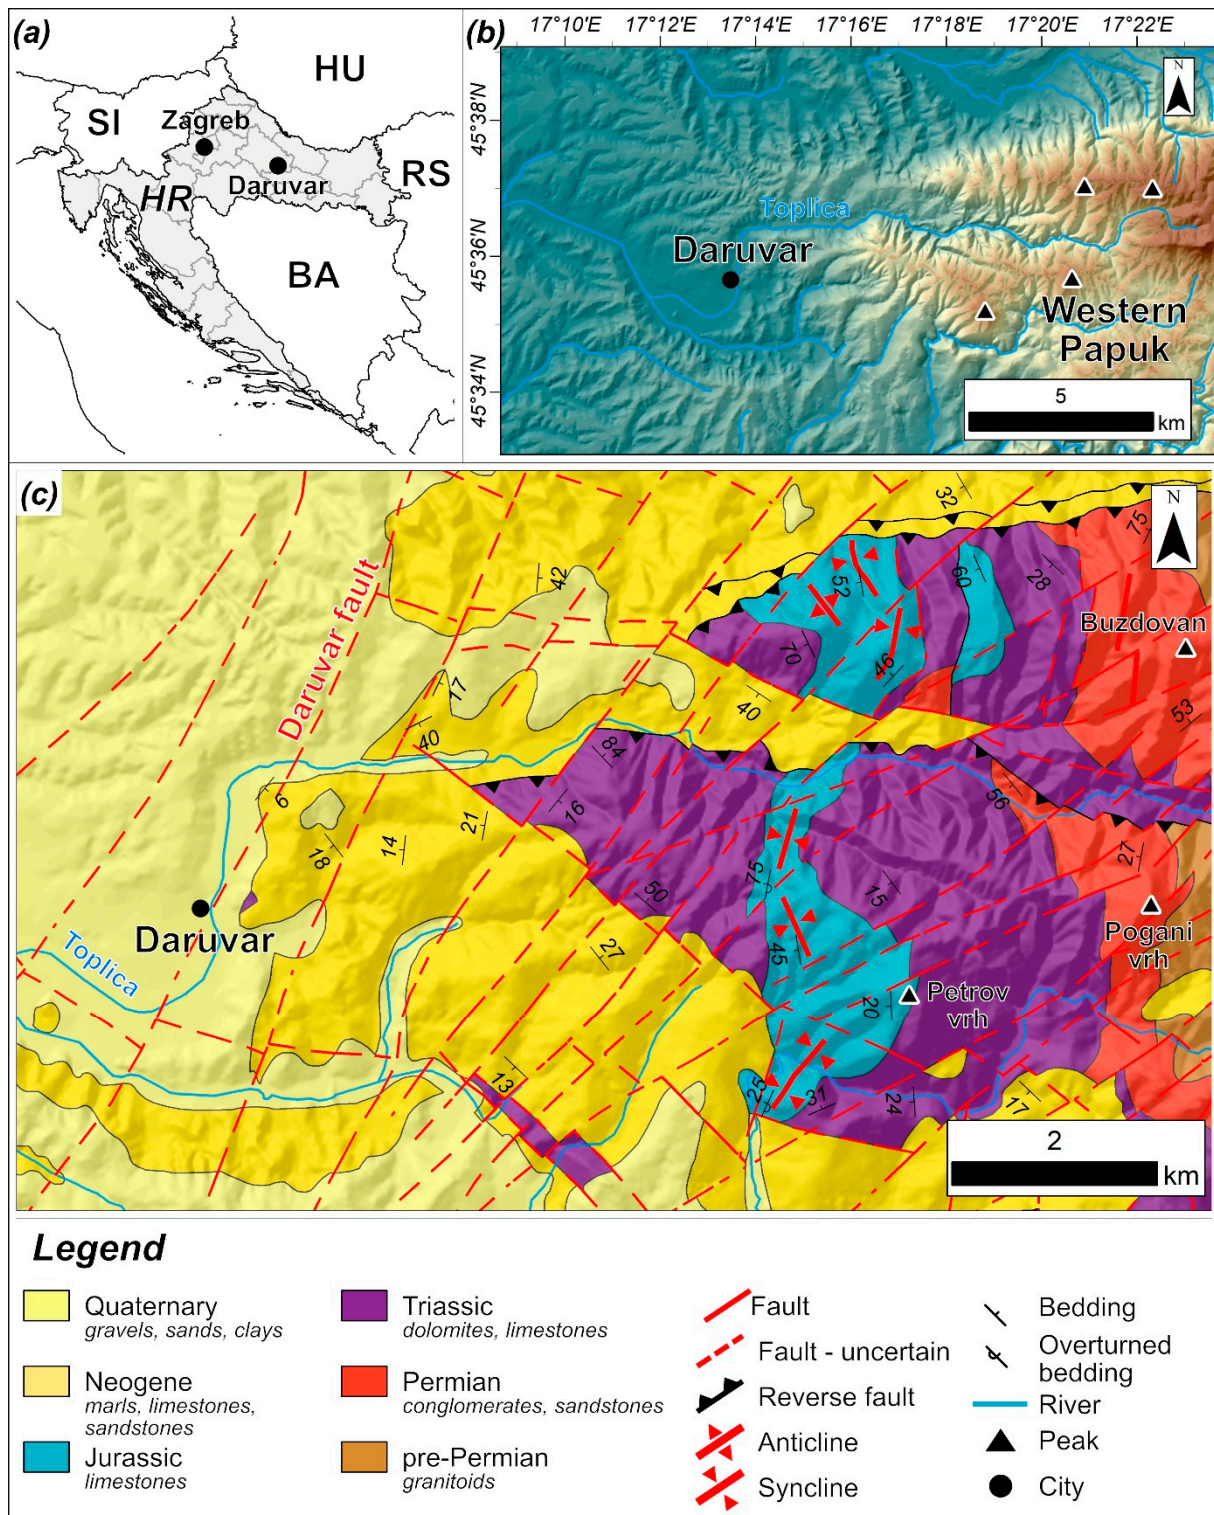 (a)
HU
SI
Zagreb
RS
Daruvar
HR
BA
(b)
17°10'E 17°12'E 17°14'E 17°16'E 17°18'E 17°20'E 17°22'E
45°38'N
45°36'N
45°34'N
N
Toplica
Daruvar
Western
Papuk
5
km
(c)
N
Daruvar fault
32
75
42
52
60
28
Buzdovan
70
46
17
40
40
53
84
6
16
56
21
18
14
27
75
15
50
Daruvar
Pogani
vrh
Toplica
27
45
20
Petrov
vrh
13
25
31
24
17
2
km
Legend
Quaternary
gravels, sands, clays
Neogene
marls, limestones,
sandstones
Jurassic
limestones
Triassic
dolomites, limestones
Permian
conglomerates, sandstones
pre-Permian
granitoids
Fault
Fault - uncertain
Reverse fault
Anticline
Syncline
Bedding
Overturned
bedding
River
Peak
City